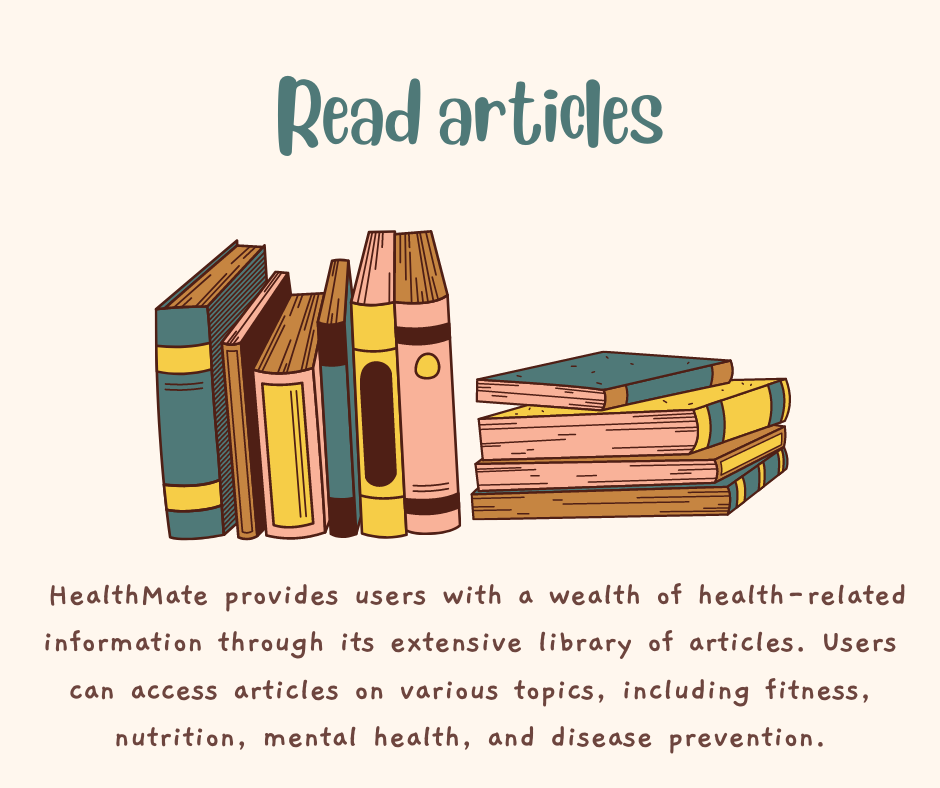 Read articles
HealthMate provides users with a wealth of health-related
information through its extensive library of articles. Users
can access articles on various topics, including fitness,
nutrition, mental health, and disease prevention.